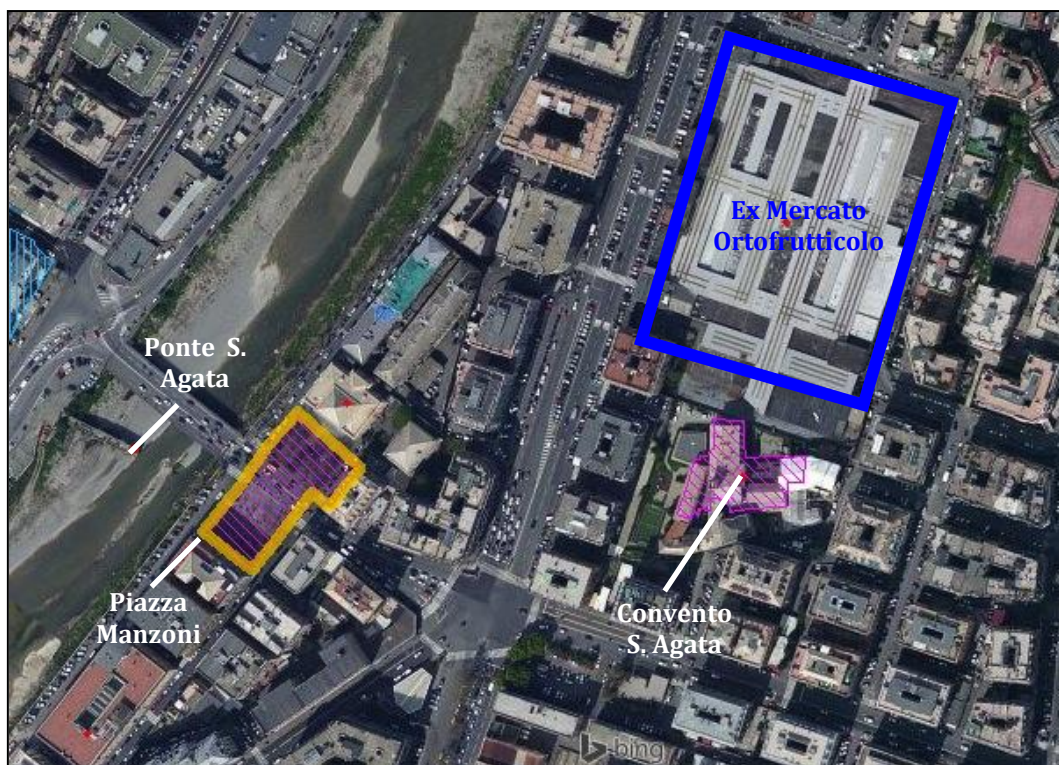 Ex Mercato
Ortofrutticolo
Ponte S.
Agata
Piazza
Manzoni
Convento
S. Agata
bing